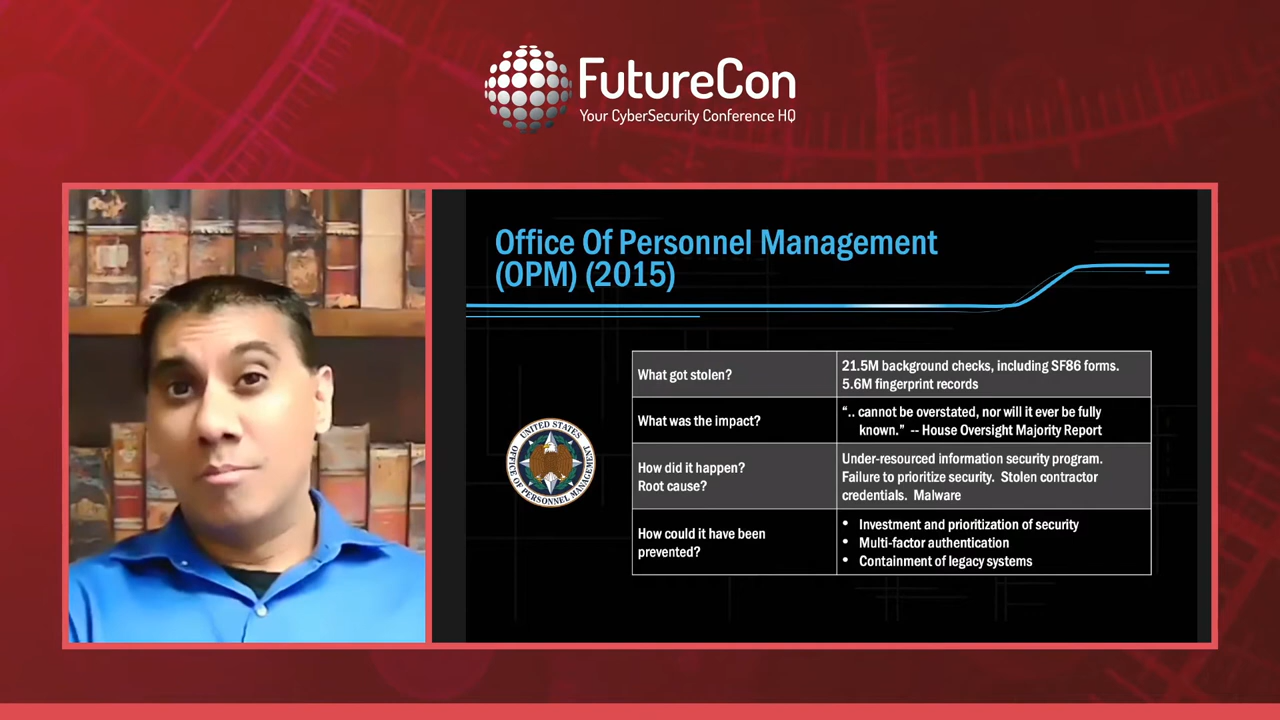 FutureCon
Your CyberSecurity Conference HQ
Office Of Personnel Management
(OPM) (2015)
UNITED STATES
OFFICE OF PERSONNEL MANAGEMENT
What got stolen?
21.5M background checks, including SF86 forms.
5.6M fingerprint records
What was the impact?
“.. cannot be overstated, nor will it ever be fully
known.” -- House Oversight Majority Report
How did it happen?
Root cause?
Under-resourced information security program.
Failure to prioritize security. Stolen contractor
credentials. Malware
How could it have been
prevented?
• Investment and prioritization of security
• Multi-factor authentication
• Containment of legacy systems